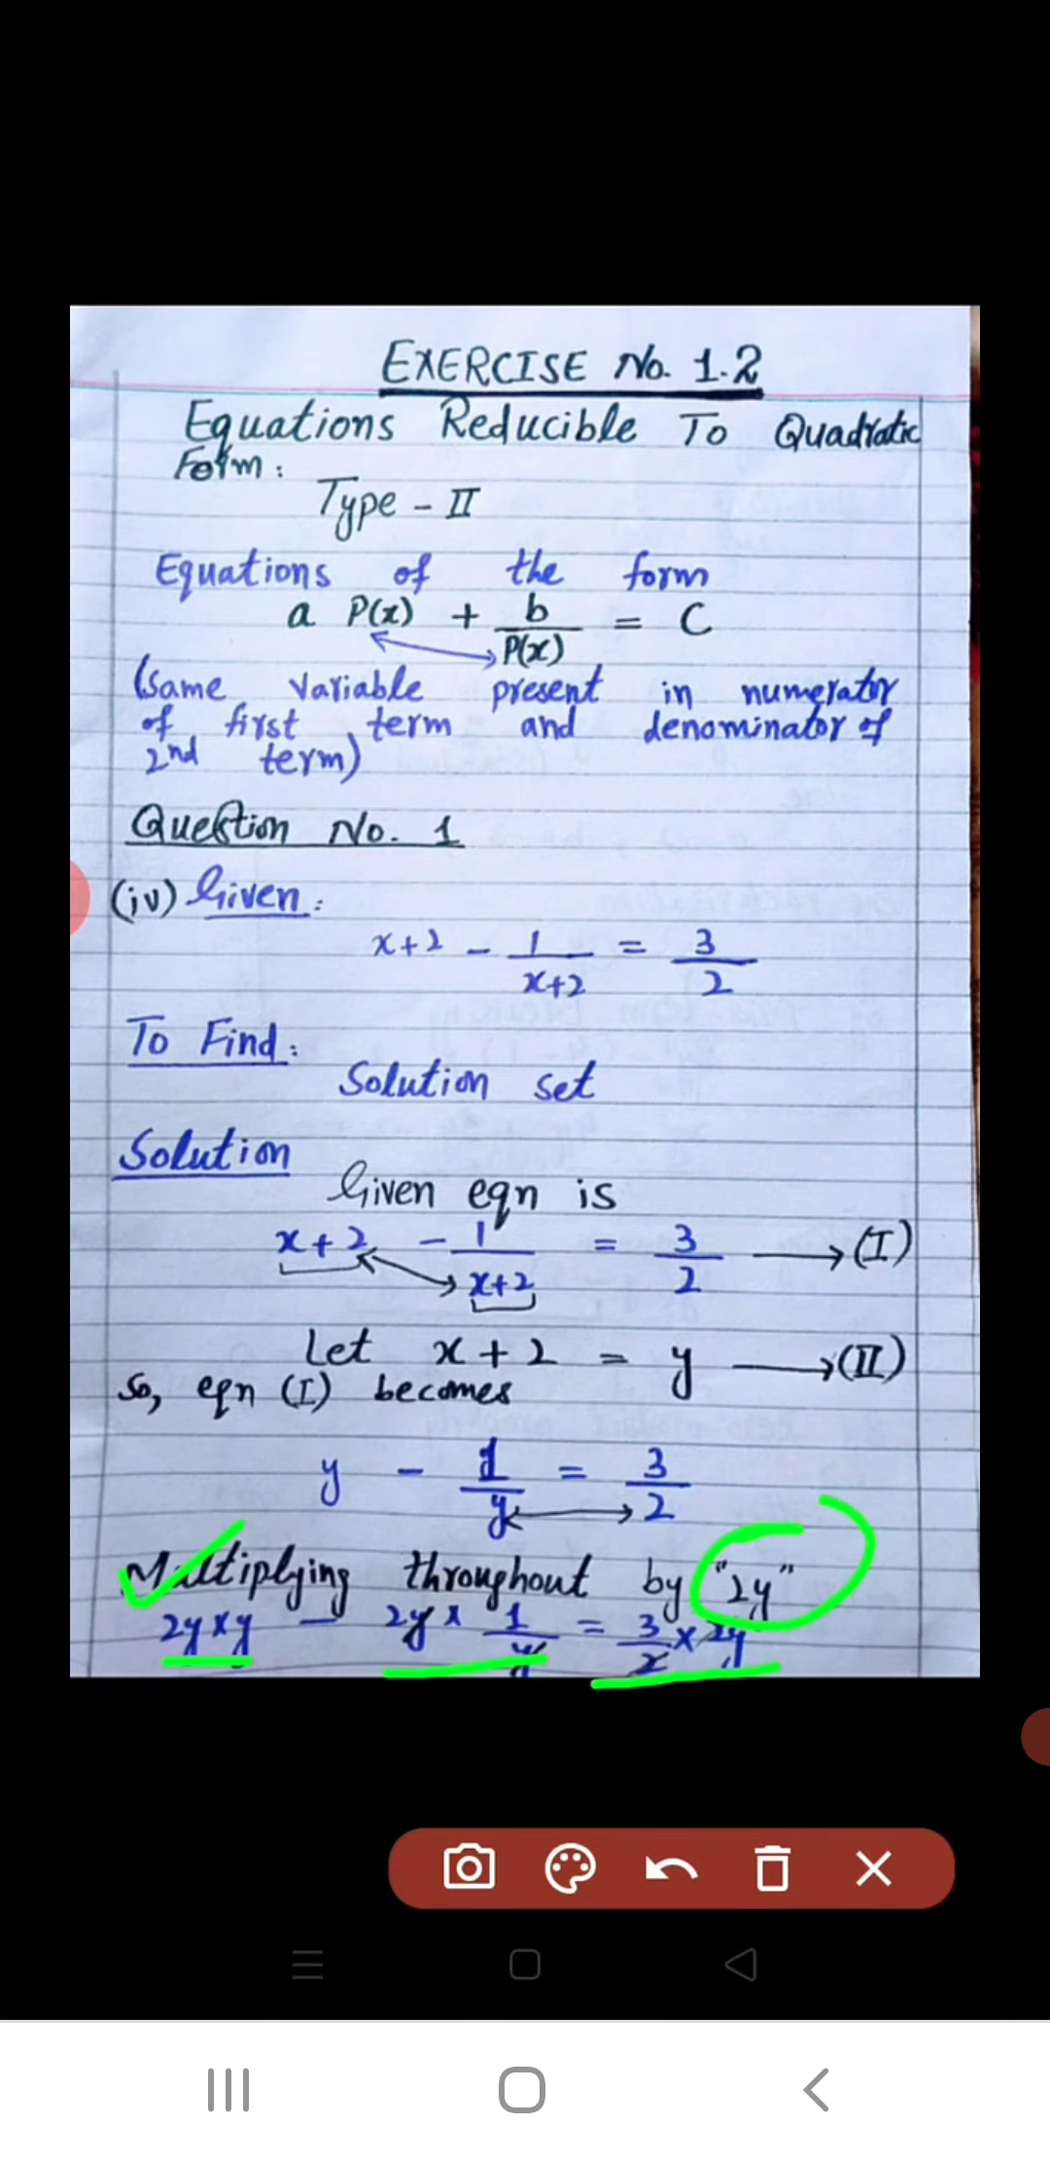 EXERCISE No. 1.2
Equations Reducible To Quadratic
Form:
Type - II
Equations of the form
a P(x) + b/P(x) = C
(same variable present in numerator
of first term and denominator of
2nd term)
Question No. 1
(iv) Given:
x+2 - 1/x+2 = 3/2
To Find:
Solution set
Solution
Given eqn is
x+2 - 1/x+2 = 3/2 → (I)
Let x + 2 = y → (II)
So, eqn (I) becomes
y - 1/y = 3/2
Multiplying throughout by "2y"
2y×y - 2y × 1/y = 3/2 × 2y